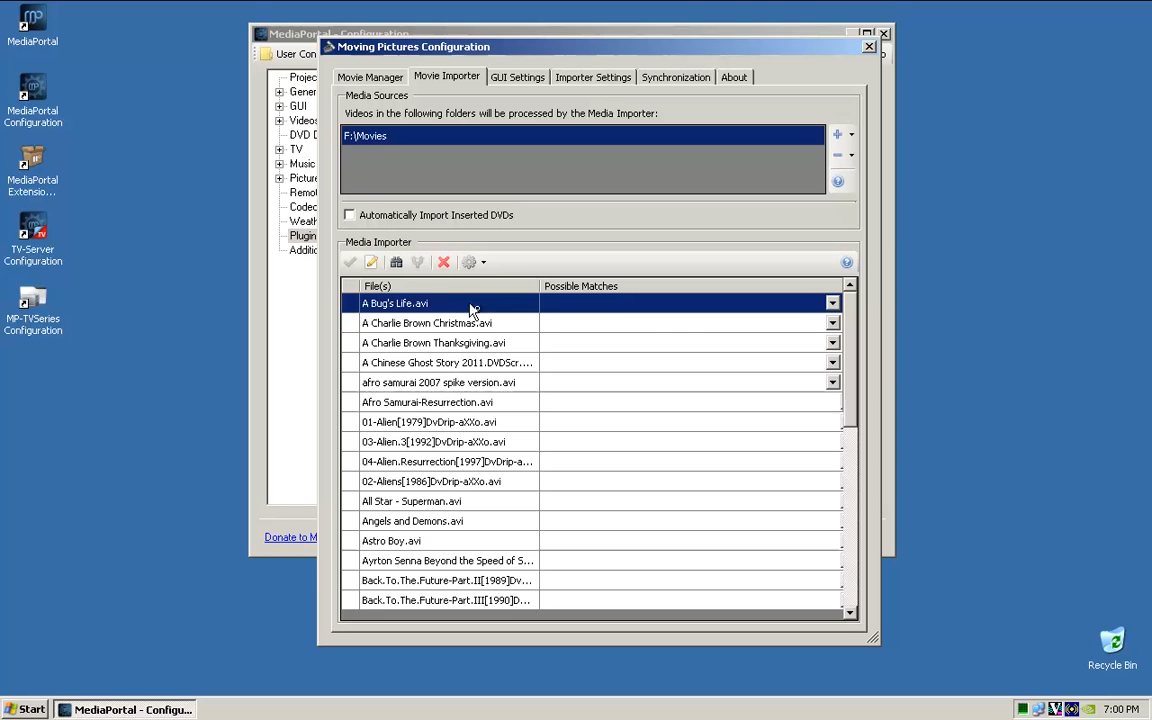 MediaPortal
MediaPortal
Configuration
MediaPortal
Extensio...
TV-Server
Configuration
MP-TVSeries
Configuration
MediaPortal - Configuration
User Con
Projec
Gener
GUI
Videos
DVD D
TV
Music
Pictur
Remot
Codec
Weath
Plugin
Additic
Donate to M
Moving Pictures Configuration
Movie Manager
Movie Importer
GUI Settings
Importer Settings
Synchronization
About
Media Sources
Videos in the following folders will be processed by the Media Importer:
F:\Movies
Automatically Import Inserted DVDs
Media Importer
File(s) Possible Matches
A Bug's Life.avi
A Charlie Brown Christmas.avi
A Charlie Brown Thanksgiving.avi
A Chinese Ghost Story 2011.DVDScr....
afro samurai 2007 spike version.avi
Afro Samurai-Resurrection.avi
01-Alien[1979]DvDrip-aXXo.avi
03-Alien.3[1992]DvDrip-aXXo.avi
04-Alien.Resurrection[1997]DvDrip-a...
02-Aliens[1986]DvDrip-aXXo.avi
All Star - Superman.avi
Angels and Demons.avi
Astro Boy.avi
Ayrton Senna Beyond the Speed of S...
Back.To.The.Future-Part.II[1989]Dv...
Back.To.The.Future-Part.III[1990]D...
Recycle Bin
Start
MediaPortal - Configu...
7:00 PM